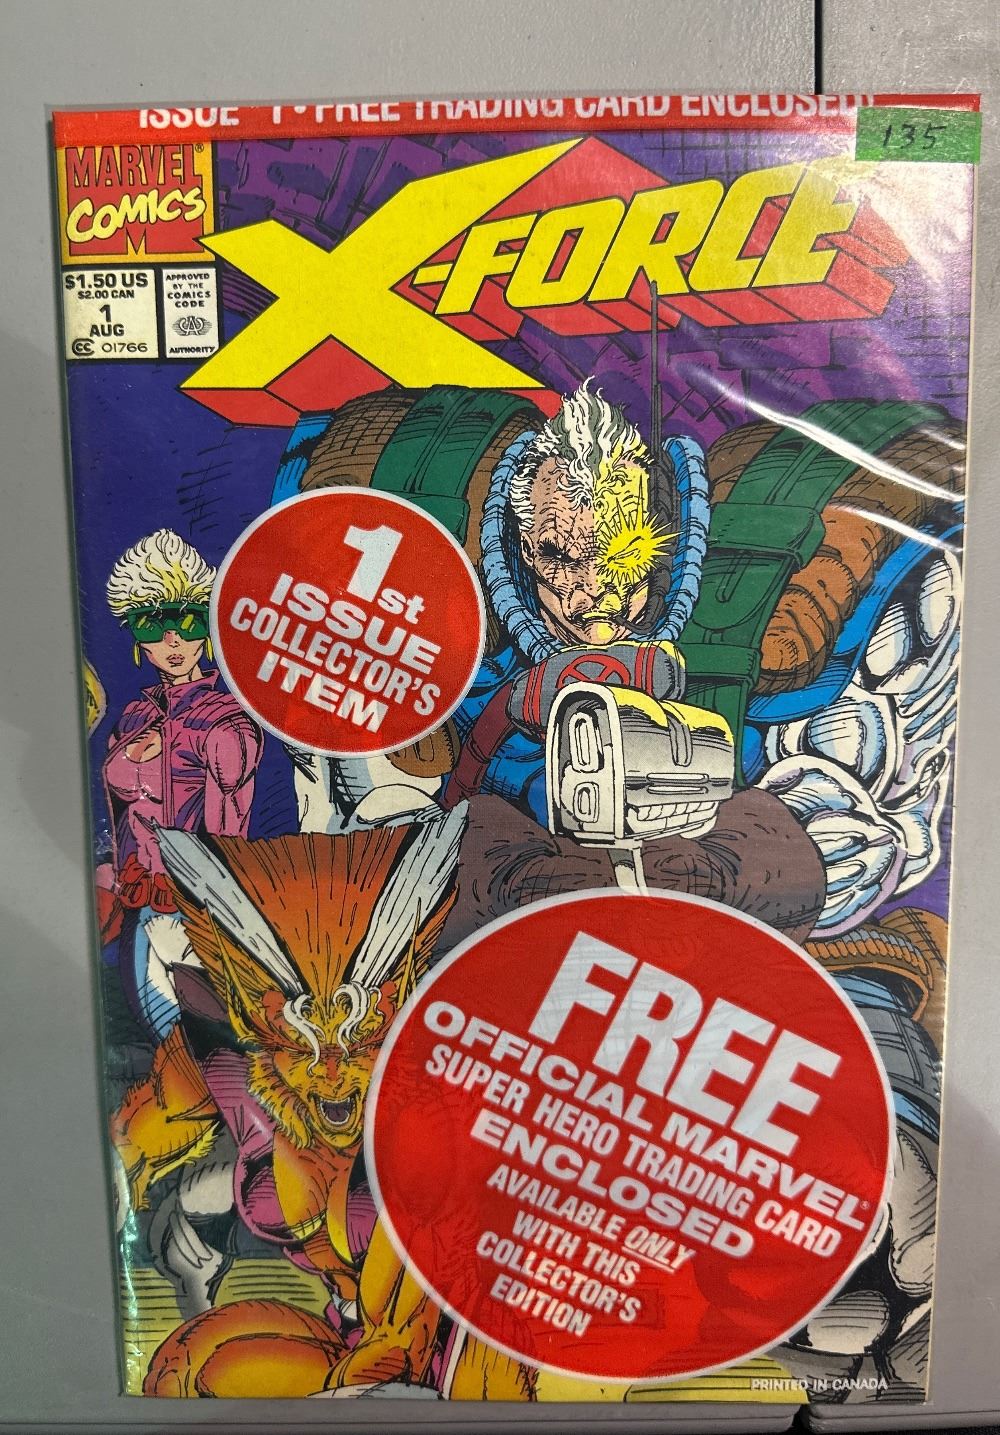 ISSUE 1 • FREE TRADING CARD ENCLOSED!
135
MARVEL®
COMICS
M
X-FORCE
$1.50 US
$2.00 CAN
1
AUG
CC 01766
APPROVED
BY THE
COMICS
CODE
CA
AUTHORITY
1st
ISSUE
COLLECTOR'S
ITEM
FREE
OFFICIAL MARVEL®
SUPER HERO TRADING CARD
ENCLOSED
AVAILABLE ONLY
WITH THIS
COLLECTOR'S
EDITION
PRINTED IN CANADA